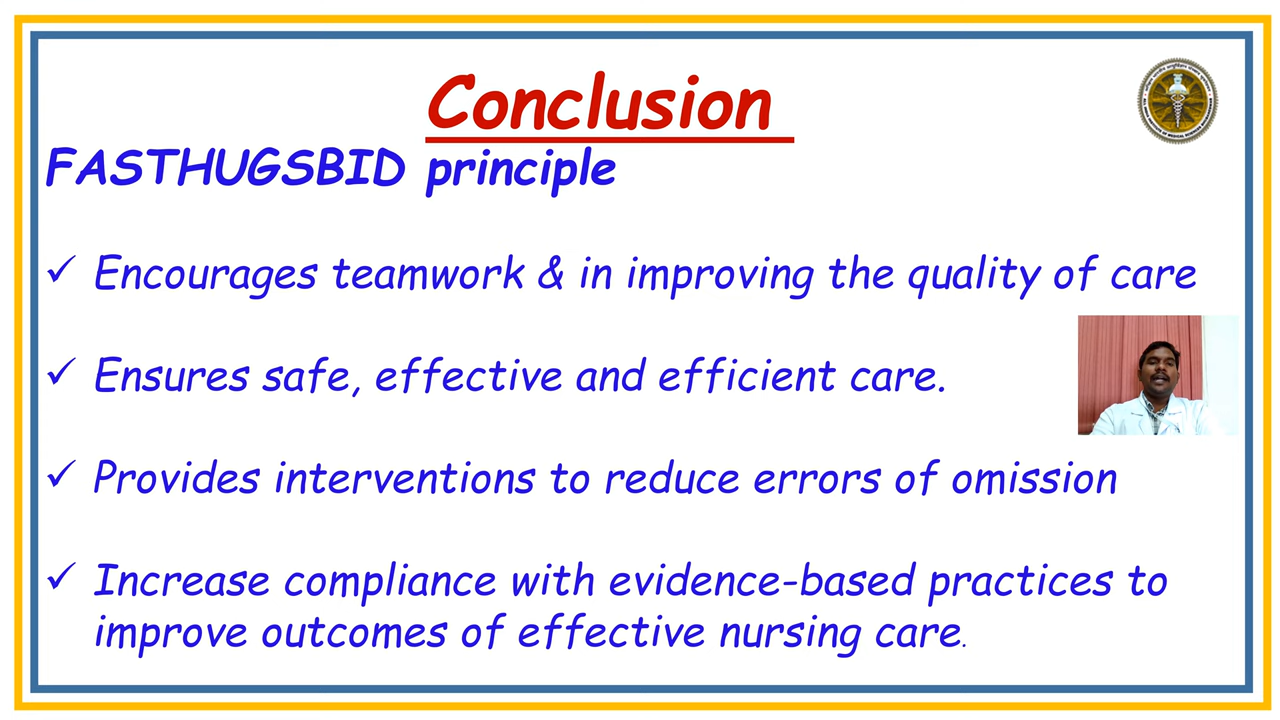 Conclusion
FASTHUGSBID principle
✓ Encourages teamwork & in improving the quality of care
✓ Ensures safe, effective and efficient care.
✓ Provides interventions to reduce errors of omission
✓ Increase compliance with evidence-based practices to
improve outcomes of effective nursing care.